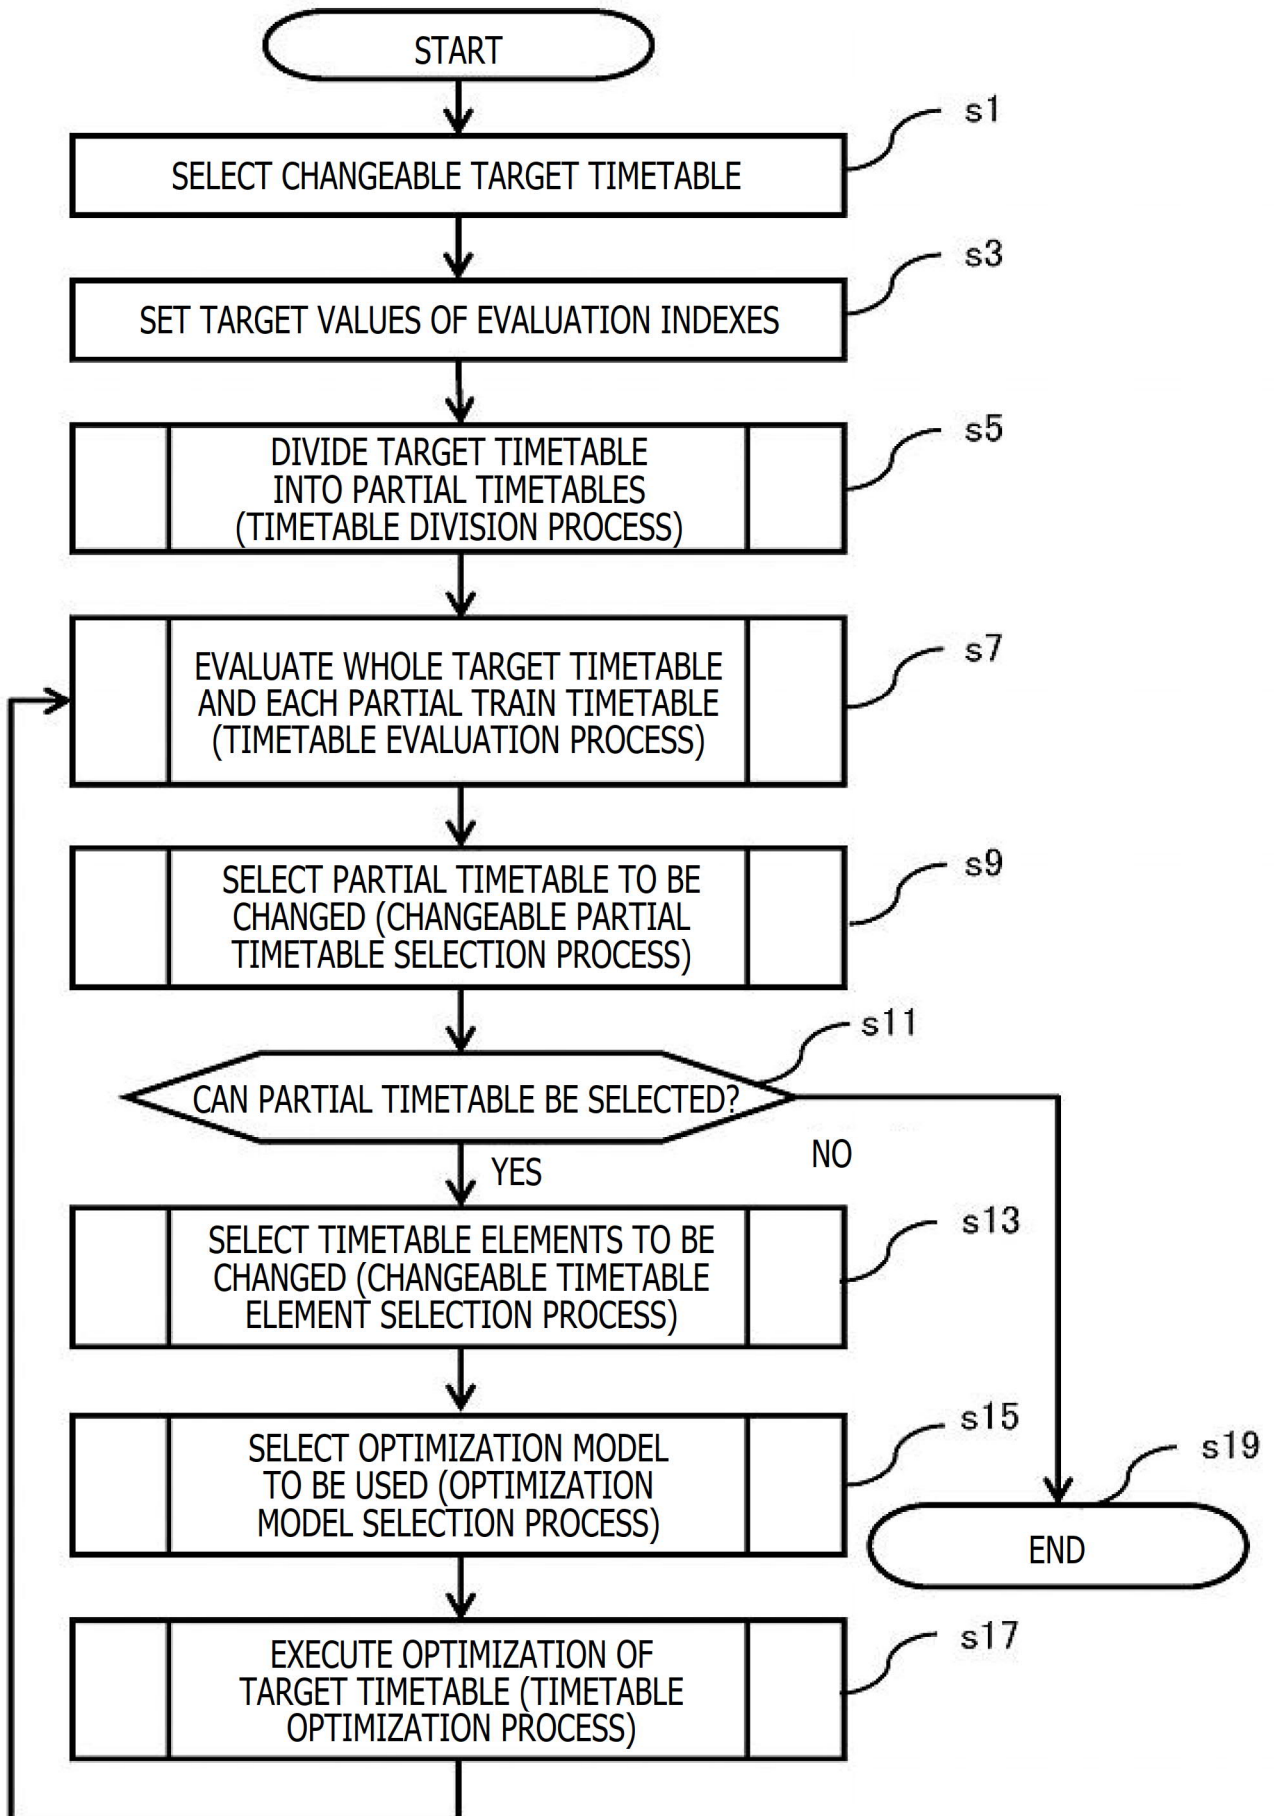 START
s1
SELECT CHANGEABLE TARGET TIMETABLE
s3
SET TARGET VALUES OF EVALUATION INDEXES
s5
DIVIDE TARGET TIMETABLE
INTO PARTIAL TIMETABLES
(TIMETABLE DIVISION PROCESS)
s7
EVALUATE WHOLE TARGET TIMETABLE
AND EACH PARTIAL TRAIN TIMETABLE
(TIMETABLE EVALUATION PROCESS)
s9
SELECT PARTIAL TIMETABLE TO BE
CHANGED (CHANGEABLE PARTIAL
TIMETABLE SELECTION PROCESS)
s11
CAN PARTIAL TIMETABLE BE SELECTED?
NO
YES
s13
SELECT TIMETABLE ELEMENTS TO BE
CHANGED (CHANGEABLE TIMETABLE
ELEMENT SELECTION PROCESS)
s15
SELECT OPTIMIZATION MODEL
TO BE USED (OPTIMIZATION
MODEL SELECTION PROCESS)
s19
END
s17
EXECUTE OPTIMIZATION OF
TARGET TIMETABLE (TIMETABLE
OPTIMIZATION PROCESS)